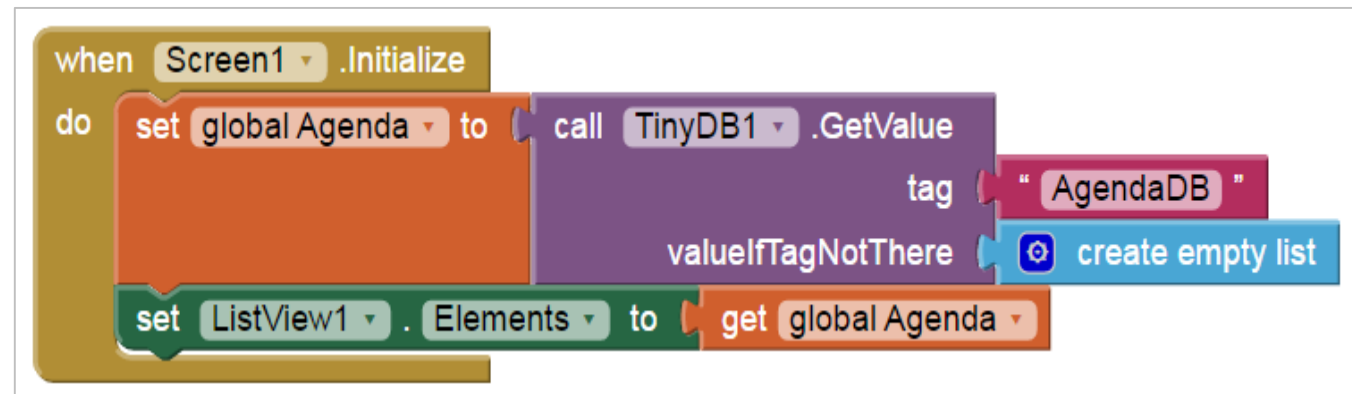 when Screen1 .Initialize
do set global Agenda to call TinyDB1 .GetValue
tag " AgendaDB "
valueIfTagNotThere create empty list
set ListView1 . Elements to get global Agenda